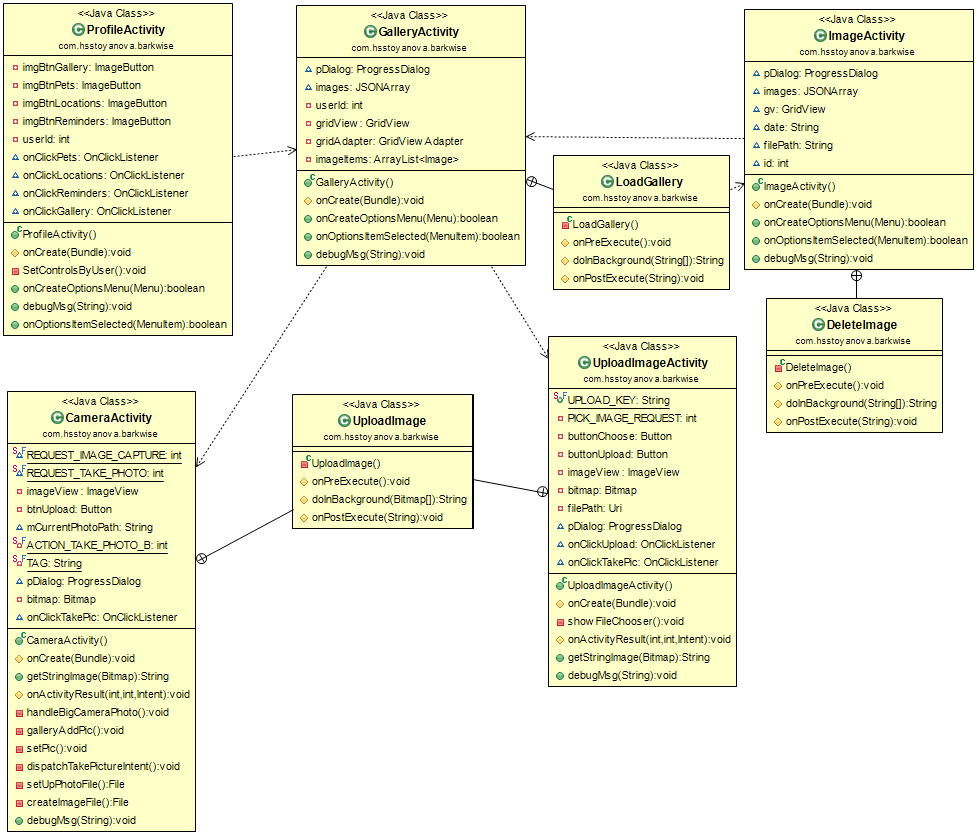 <<Java Class>>
ProfileActivity
com.hsstoyanova.barkwise
imgBtnGallery: ImageButton
imgBtnPets: ImageButton
imgBtnLocations: ImageButton
imgBtnReminders: ImageButton
userId: int
onClickPets: OnClickListener
onClickLocations: OnClickListener
onClickReminders: OnClickListener
onClickGallery: OnClickListener
ProfileActivity()
onCreate(Bundle):void
SetControlsByUser():void
onCreateOptionsMenu(Menu):boolean
debugMsg(String):void
onOptionsItemSelected(MenuItem):boolean
<<Java Class>>
GalleryActivity
com.hsstoyanova.barkwise
pDialog: ProgressDialog
images: JSONArray
userId: int
gridView: GridView
gridAdapter: GridViewAdapter
imageItems: ArrayList<Image>
GalleryActivity()
onCreate(Bundle):void
onCreateOptionsMenu(Menu):boolean
onOptionsItemSelected(MenuItem):boolean
debugMsg(String):void
<<Java Class>>
ImageActivity
com.hsstoyanova.barkwise
pDialog: ProgressDialog
images: JSONArray
gv: GridView
date: String
filePath: String
id: int
ImageActivity()
onCreate(Bundle):void
onCreateOptionsMenu(Menu):boolean
onOptionsItemSelected(MenuItem):boolean
debugMsg(String):void
<<Java Class>>
LoadGallery
com.hsstoyanova.barkwise
LoadGallery()
onPreExecute():void
doInBackground(String[]):String
onPostExecute(String):void
<<Java Class>>
DeleteImage
com.hsstoyanova.barkwise
DeleteImage()
onPreExecute():void
doInBackground(String[]):String
onPostExecute(String):void
<<Java Class>>
CameraActivity
com.hsstoyanova.barkwise
REQUEST_IMAGE_CAPTURE: int
REQUEST_TAKE_PHOTO: int
imageView: ImageView
btnUpload: Button
mCurrentPhotoPath: String
ACTION_TAKE_PHOTO_B: int
TAG: String
pDialog: ProgressDialog
bitmap: Bitmap
onClickTakePic: OnClickListener
CameraActivity()
onCreate(Bundle):void
getStringImage(Bitmap):String
onActivityResult(int,int,Intent):void
handleBigCameraPhoto():void
galleryAddPic():void
setPic():void
dispatchTakePictureIntent():void
setUpPhotoFile():File
createImageFile():File
debugMsg(String):void
<<Java Class>>
UploadImage
com.hsstoyanova.barkwise
UploadImage()
onPreExecute():void
doInBackground(Bitmap[]):String
onPostExecute(String):void
<<Java Class>>
UploadImageActivity
com.hsstoyanova.barkwise
UPLOAD_KEY: String
PICK_IMAGE_REQUEST: int
buttonChoose: Button
buttonUpload: Button
imageView: ImageView
bitmap: Bitmap
filePath: Uri
pDialog: ProgressDialog
onClickUpload: OnClickListener
onClickTakePic: OnClickListener
UploadImageActivity()
onCreate(Bundle):void
showFileChooser():void
onActivityResult(int,int,Intent):void
getStringImage(Bitmap):String
debugMsg(String):void